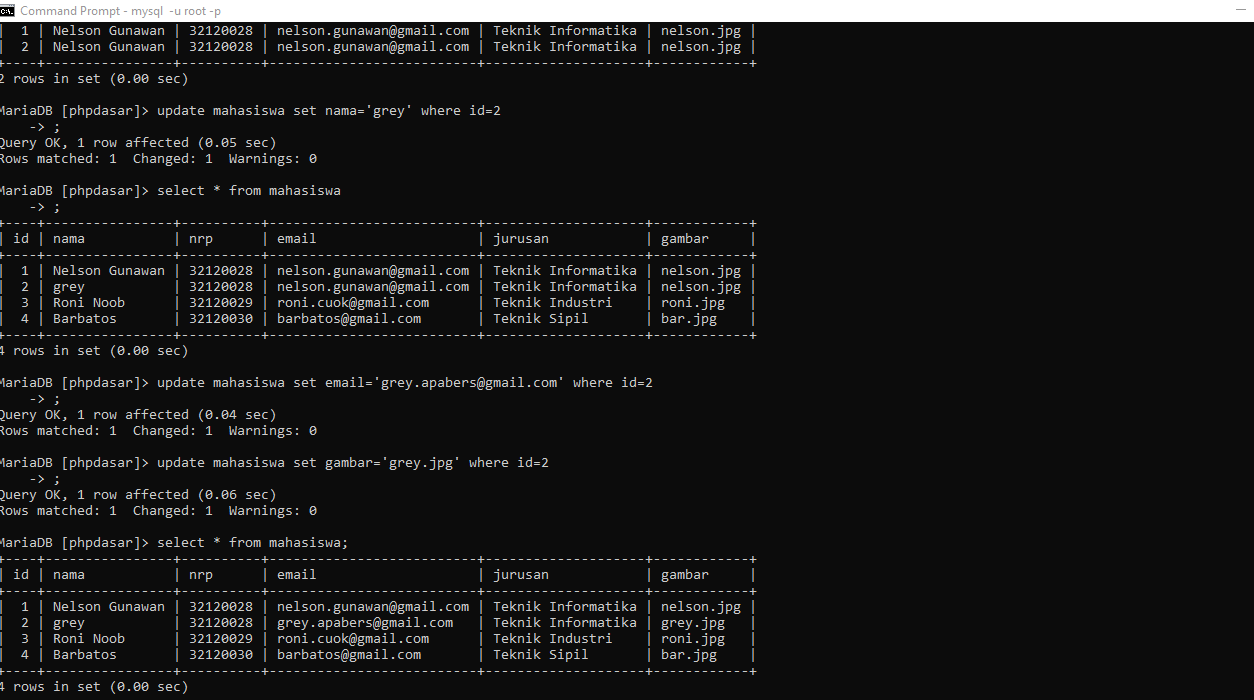 Command Prompt - mysql -u root -p
| 1 | Nelson Gunawan | 32120028 | nelson.gunawan@gmail.com | Teknik Informatika | nelson.jpg |
| 2 | Nelson Gunawan | 32120028 | nelson.gunawan@gmail.com | Teknik Informatika | nelson.jpg |
+----+----------------+----------+--------------------------+--------------------+------------+
2 rows in set (0.00 sec)
MariaDB [phpdasar]> update mahasiswa set nama='grey' where id=2
-> ;
Query OK, 1 row affected (0.05 sec)
Rows matched: 1 Changed: 1 Warnings: 0
MariaDB [phpdasar]> select * from mahasiswa
-> ;
+----+----------------+----------+--------------------------+--------------------+------------+
| id | nama | nrp | email | jurusan | gambar |
+----+----------------+----------+--------------------------+--------------------+------------+
| 1 | Nelson Gunawan | 32120028 | nelson.gunawan@gmail.com | Teknik Informatika | nelson.jpg |
| 2 | grey | 32120028 | nelson.gunawan@gmail.com | Teknik Informatika | nelson.jpg |
| 3 | Roni Noob | 32120029 | roni.cuok@gmail.com | Teknik Industri | roni.jpg |
| 4 | Barbatos | 32120030 | barbatos@gmail.com | Teknik Sipil | bar.jpg |
+----+----------------+----------+--------------------------+--------------------+------------+
4 rows in set (0.00 sec)
MariaDB [phpdasar]> update mahasiswa set email='grey.apabers@gmail.com' where id=2
-> ;
Query OK, 1 row affected (0.04 sec)
Rows matched: 1 Changed: 1 Warnings: 0
MariaDB [phpdasar]> update mahasiswa set gambar='grey.jpg' where id=2
-> ;
Query OK, 1 row affected (0.06 sec)
Rows matched: 1 Changed: 1 Warnings: 0
MariaDB [phpdasar]> select * from mahasiswa;
+----+----------------+----------+--------------------------+--------------------+------------+
| id | nama | nrp | email | jurusan | gambar |
+----+----------------+----------+--------------------------+--------------------+------------+
| 1 | Nelson Gunawan | 32120028 | nelson.gunawan@gmail.com | Teknik Informatika | nelson.jpg |
| 2 | grey | 32120028 | grey.apabers@gmail.com | Teknik Informatika | grey.jpg |
| 3 | Roni Noob | 32120029 | roni.cuok@gmail.com | Teknik Industri | roni.jpg |
| 4 | Barbatos | 32120030 | barbatos@gmail.com | Teknik Sipil | bar.jpg |
+----+----------------+----------+--------------------------+--------------------+------------+
4 rows in set (0.00 sec)